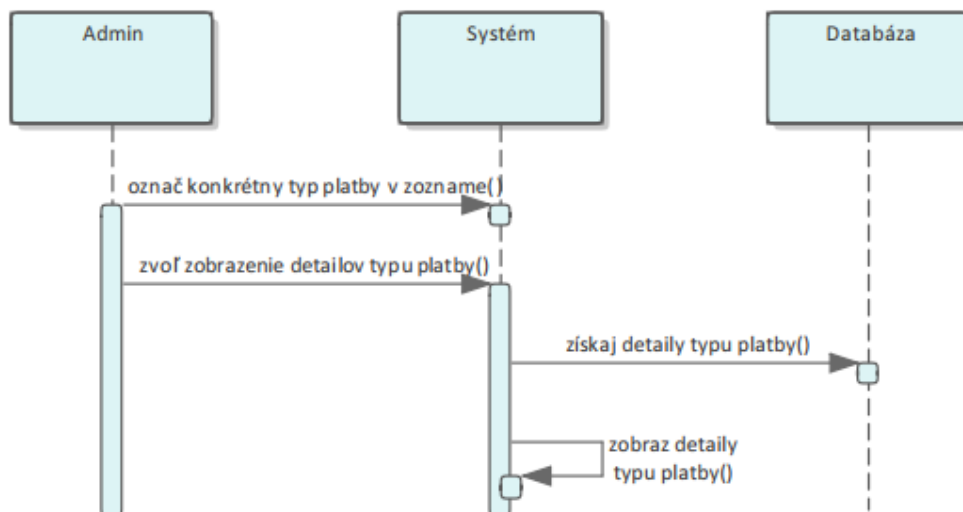 Admin
Systém
Databáza
označ konkrétny typ platby v zozname()
zvoľ zobrazenie detailov typu platby()
získaj detaily typu platby()
zobraz detaily
typu platby()